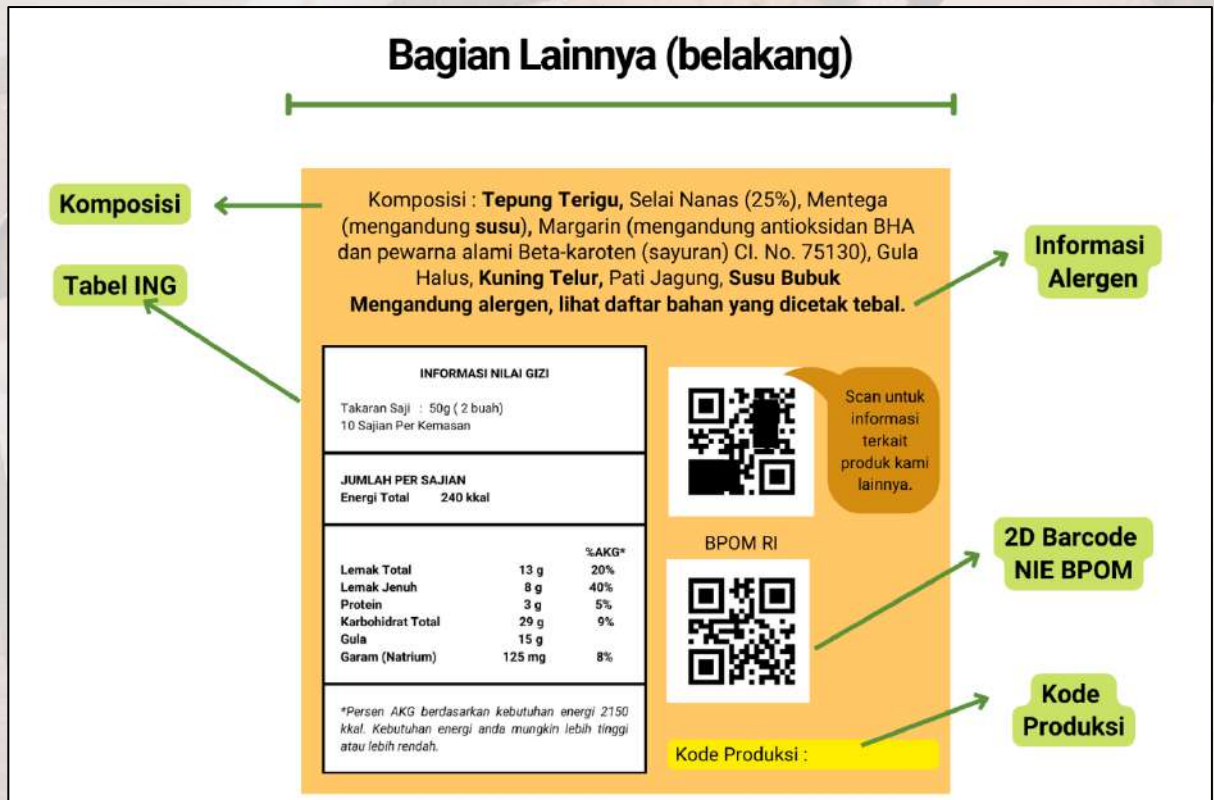 Bagian Lainnya (belakang)
Komposisi
Komposisi : Tepung Terigu, Selai Nanas (25%), Mentega
(mengandung susu), Margarin (mengandung antioksidan BHA
dan pewarna alami Beta-karoten (sayuran) CI. No. 75130), Gula
Halus, Kuning Telur, Pati Jagung, Susu Bubuk
Mengandung alergen, lihat daftar bahan yang dicetak tebal.
Informasi
Alergen
Tabel ING
INFORMASI NILAI GIZI
Takaran Saji : 50g ( 2 buah)
10 Sajian Per Kemasan
JUMLAH PER SAJIAN
Energi Total 240 kkal
%AKG*
Lemak Total 13 g 20%
Lemak Jenuh 8 g 40%
Protein 3 g 5%
Karbohidrat Total 29 g 9%
Gula 15 g
Garam (Natrium) 125 mg 8%
*Persen AKG berdasarkan kebutuhan energi 2150
kkal. Kebutuhan energi anda mungkin lebih tinggi
atau lebih rendah.
Scan untuk
informasi
terkait
produk kami
lainnya.
BPOM RI
2D Barcode
NIE BPOM
Kode Produksi :
Kode
Produksi